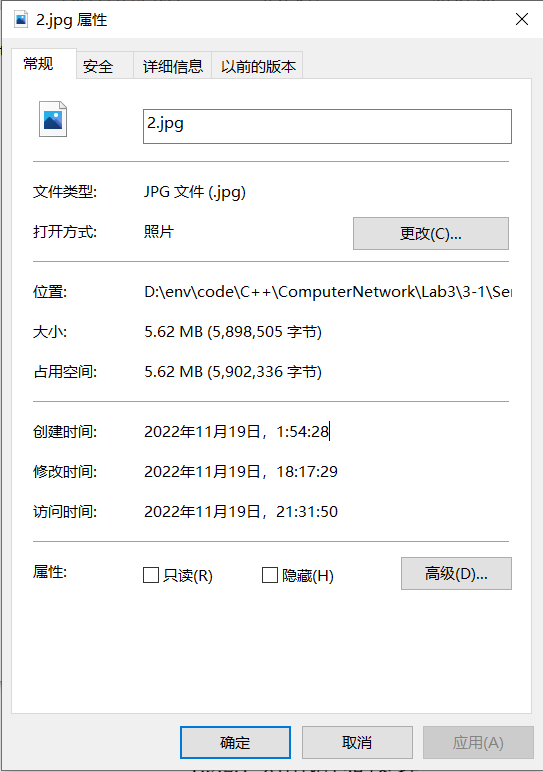 2.jpg 属性
常规 安全 详细信息 以前的版本
2.jpg
文件类型: JPG 文件 (.jpg)
打开方式: 照片 更改(C)...
位置: D:\env\code\C++\ComputerNetwork\Lab3\3-1\Ser
大小: 5.62 MB (5,898,505 字节)
占用空间: 5.62 MB (5,902,336 字节)
创建时间: 2022年11月19日，1:54:28
修改时间: 2022年11月19日，18:17:29
访问时间: 2022年11月19日，21:31:50
属性: 只读(R) 隐藏(H) 高级(D)...
确定 取消 应用(A)